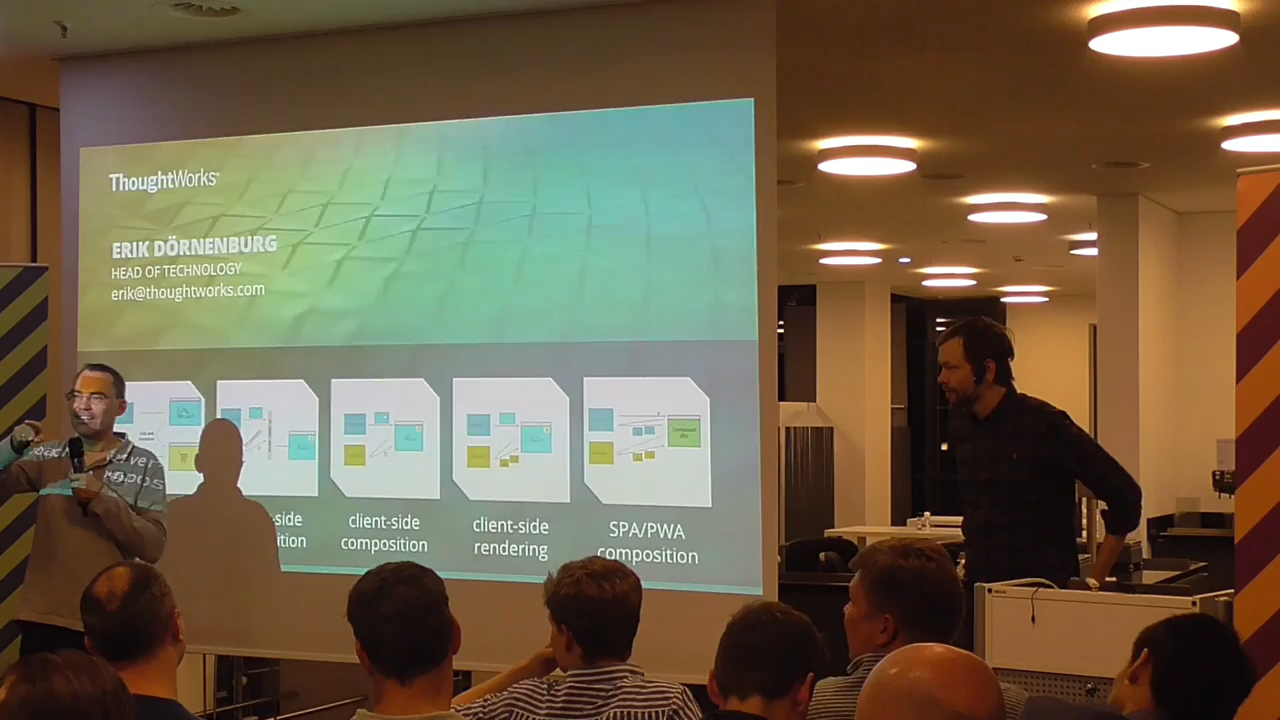 ThoughtWorks®
ERIK DÖRNENBURG
HEAD OF TECHNOLOGY
erik@thoughtworks.com
-side
client-side
composition
client-side
rendering
SPA/PWA
composition